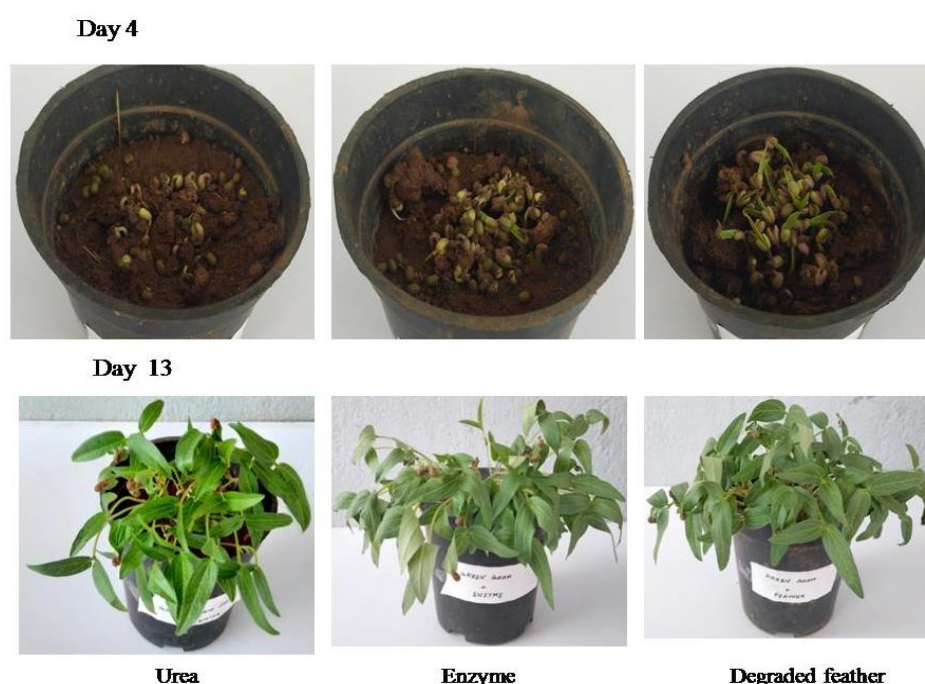 Day 4
Day 13
GREEN GRAM
+
ENZYME
GREEN GRAM
+
FEATHER
Urea
Enzyme
Degraded feather